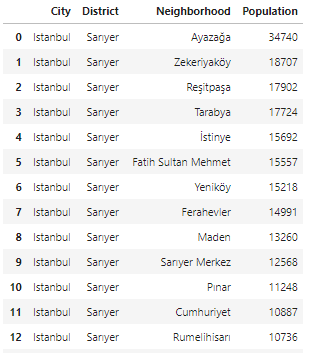 City District Neighborhood Population
0 Istanbul Sarıyer Ayazağa 34740
1 Istanbul Sarıyer Zekeriyaköy 18707
2 Istanbul Sarıyer Reşitpaşa 17902
3 Istanbul Sarıyer Tarabya 17724
4 Istanbul Sarıyer İstinye 15692
5 Istanbul Sarıyer Fatih Sultan Mehmet 15557
6 Istanbul Sarıyer Yeniköy 15218
7 Istanbul Sarıyer Ferahevler 14991
8 Istanbul Sarıyer Maden 13260
9 Istanbul Sarıyer Sarıyer Merkez 12568
10 Istanbul Sarıyer Pınar 11248
11 Istanbul Sarıyer Cumhuriyet 10887
12 Istanbul Sarıyer Rumelihisarı 10736